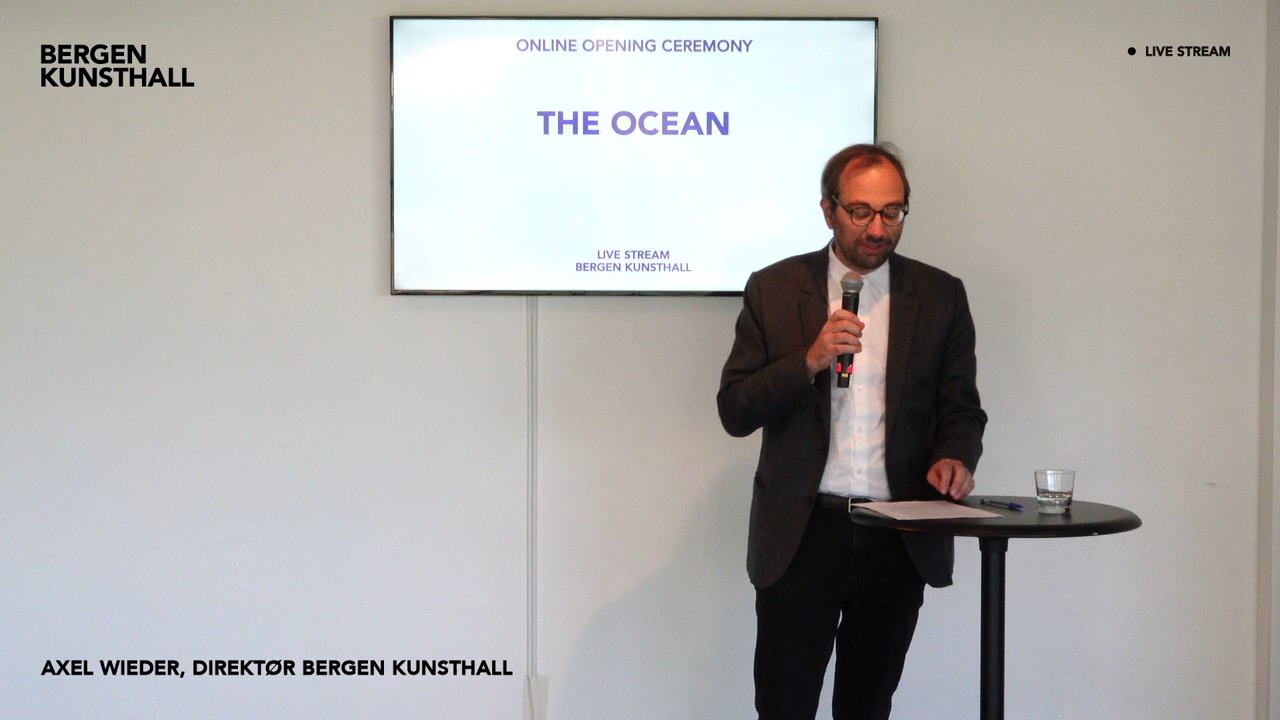 BERGEN
KUNSTHALL
LIVE STREAM
ONLINE OPENING CEREMONY
THE OCEAN
LIVE STREAM
BERGEN KUNSTHALL
AXEL WIEDER, DIREKTØR BERGEN KUNSTHALL